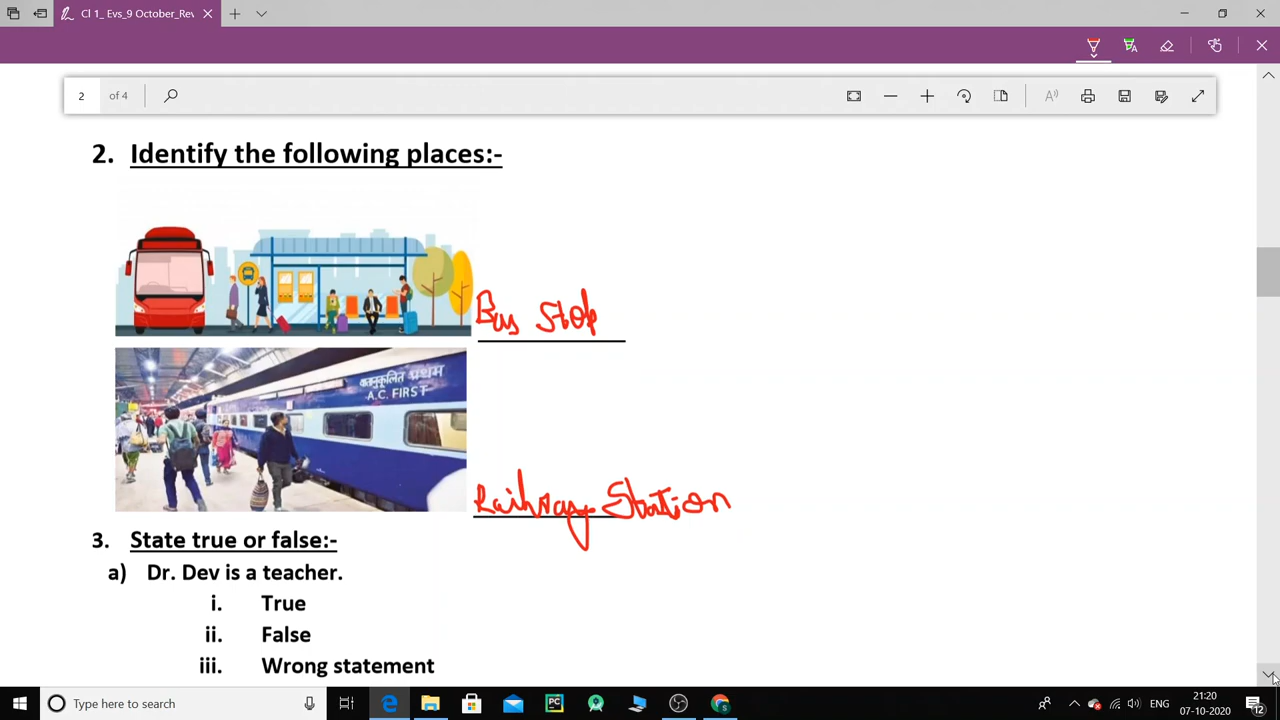 Cl 1_ Evs_9 October_Rev
2 of 4
2. Identify the following places:-
Bus Stop
वातानुकूलित प्रथम
A.C. FIRST
Railway Station
3. State true or false:-
a) Dr. Dev is a teacher.
i. True
ii. False
iii. Wrong statement
Type here to search
ENG
21:20
07-10-2020
12